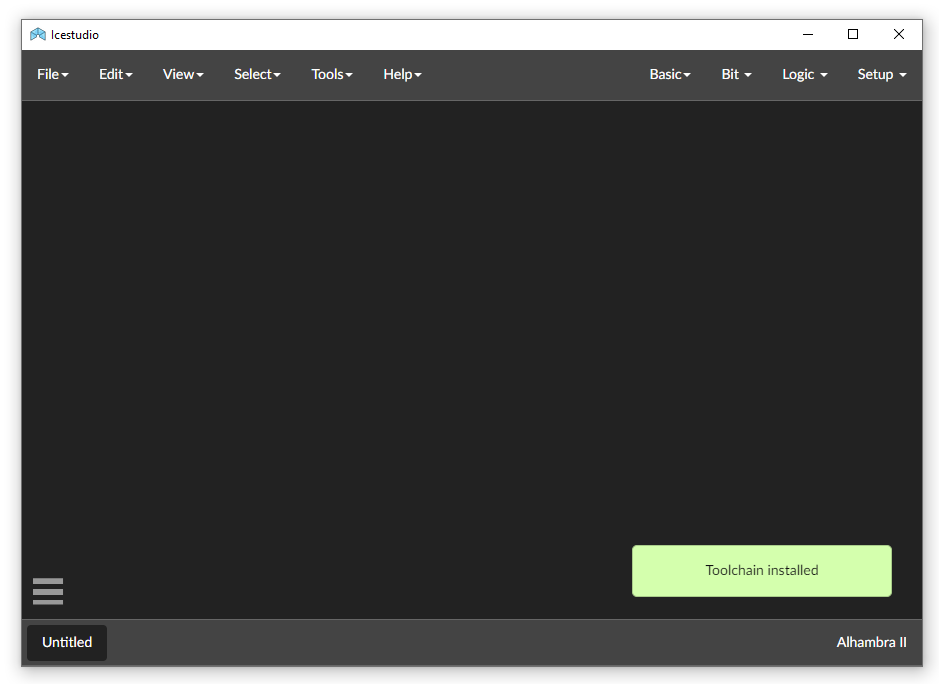 Icestudio
File Edit View Select Tools Help Basic Bit Logic Setup
Toolchain installed
Untitled Alhambra II